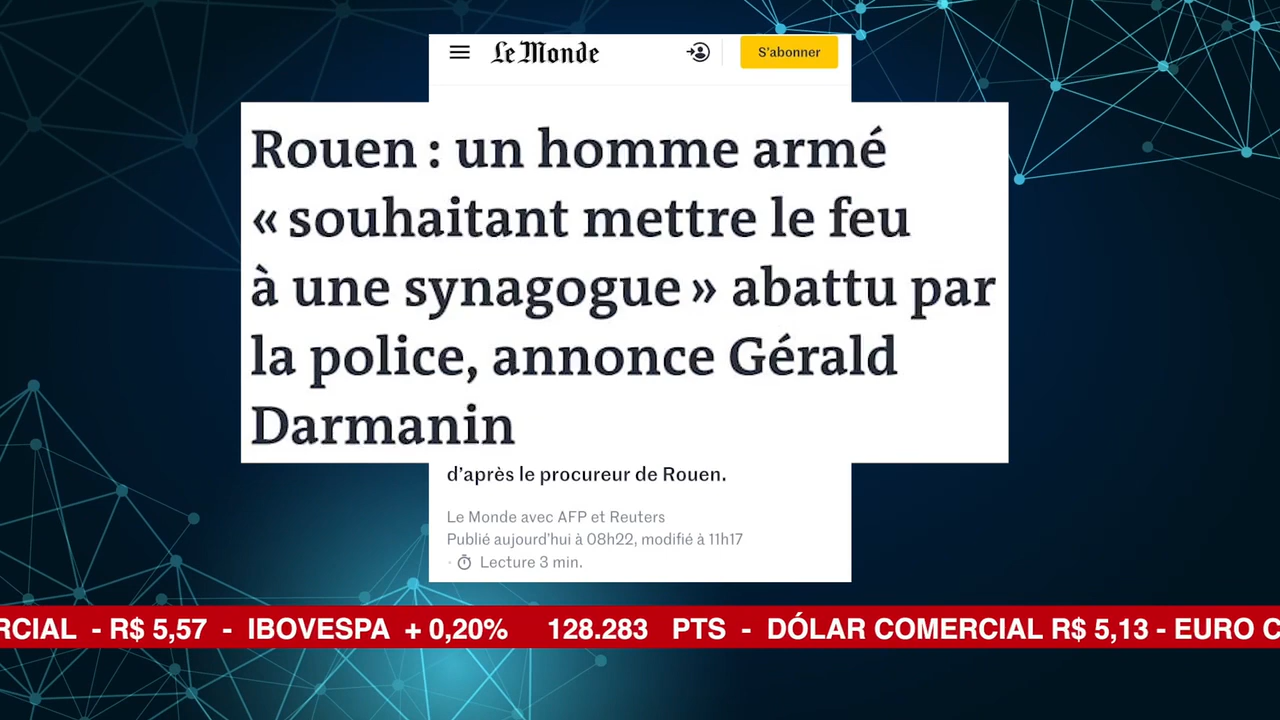 Le Monde
S'abonner
Rouen : un homme armé
« souhaitant mettre le feu
à une synagogue » abattu par
la police, annonce Gérald
Darmanin
d'après le procureur de Rouen.
Le Monde avec AFP et Reuters
Publié aujourd'hui à 08h22, modifié à 11h17
· Lecture 3 min.
RCIAL - R$ 5,57 - IBOVESPA + 0,20% 128.283 PTS - DÓLAR COMERCIAL R$ 5,13 - EURO C